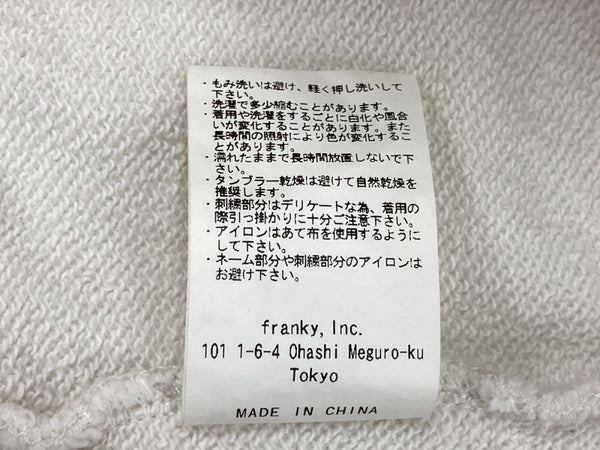 ・もみ洗いは避け、軽く押し洗いして
下さい。
・洗濯で多少縮むことがあります。
・着用や洗濯をするごとに白化や風合
いが変化することがあります。また
長時間の照射により色が変化するこ
とがあります。
・濡れたままで長時間放置しないで下
さい。
・タンブラー乾燥は避けて自然乾燥を
推奨します。
・刺繍部分はデリケートな為、着用の
際引っ掛かりに十分ご注意下さい。
・アイロンはあて布を使用するように
して下さい。
・ネーム部分や刺繍部分のアイロンは
お避け下さい。
franky, Inc.
101 1-6-4 Ohashi Meguro-ku
Tokyo
MADE IN CHINA